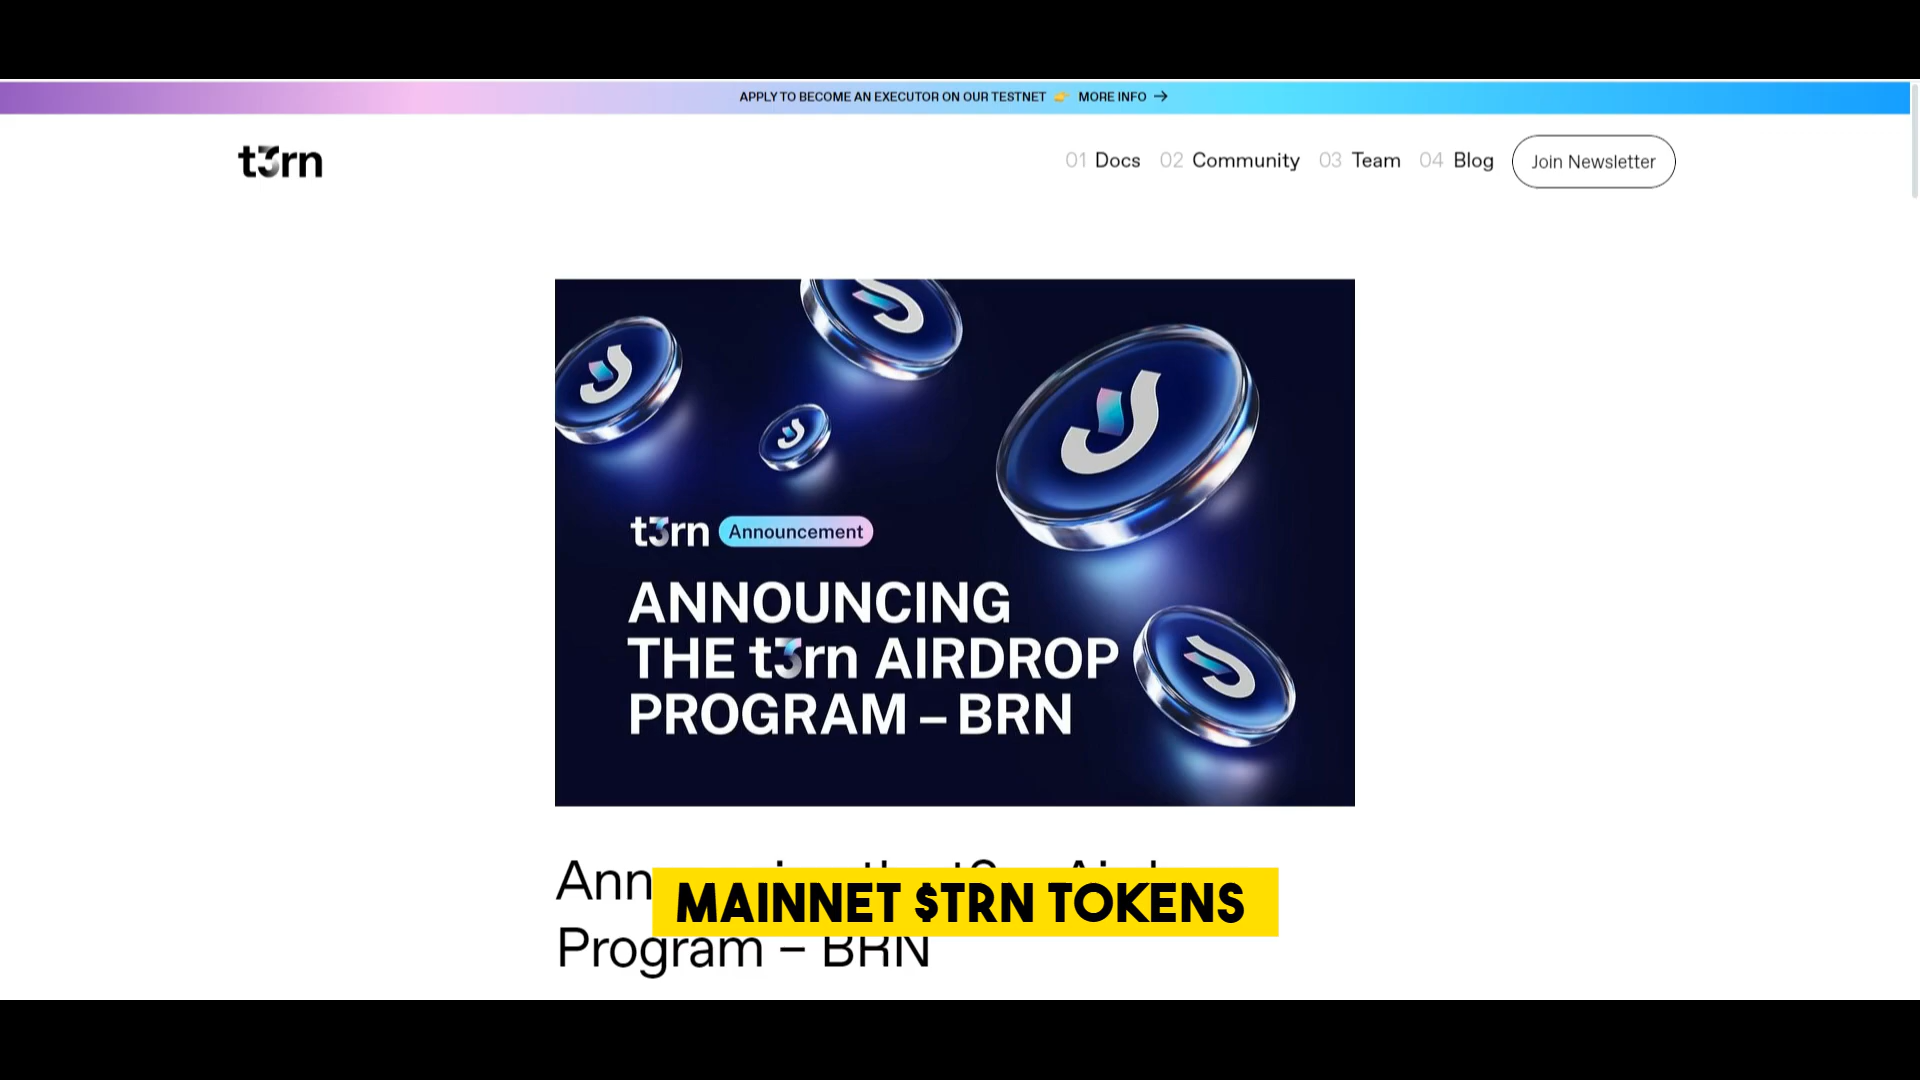 APPLY TO BECOME AN EXECUTOR ON OUR TESTNET 👉 MORE INFO →
t3rn
01 Docs 02 Community 03 Team 04 Blog Join Newsletter
t3rn Announcement
ANNOUNCING
THE t3rn AIRDROP
PROGRAM – BRN
MAINNET $TRN TOKENS
Program – BRN